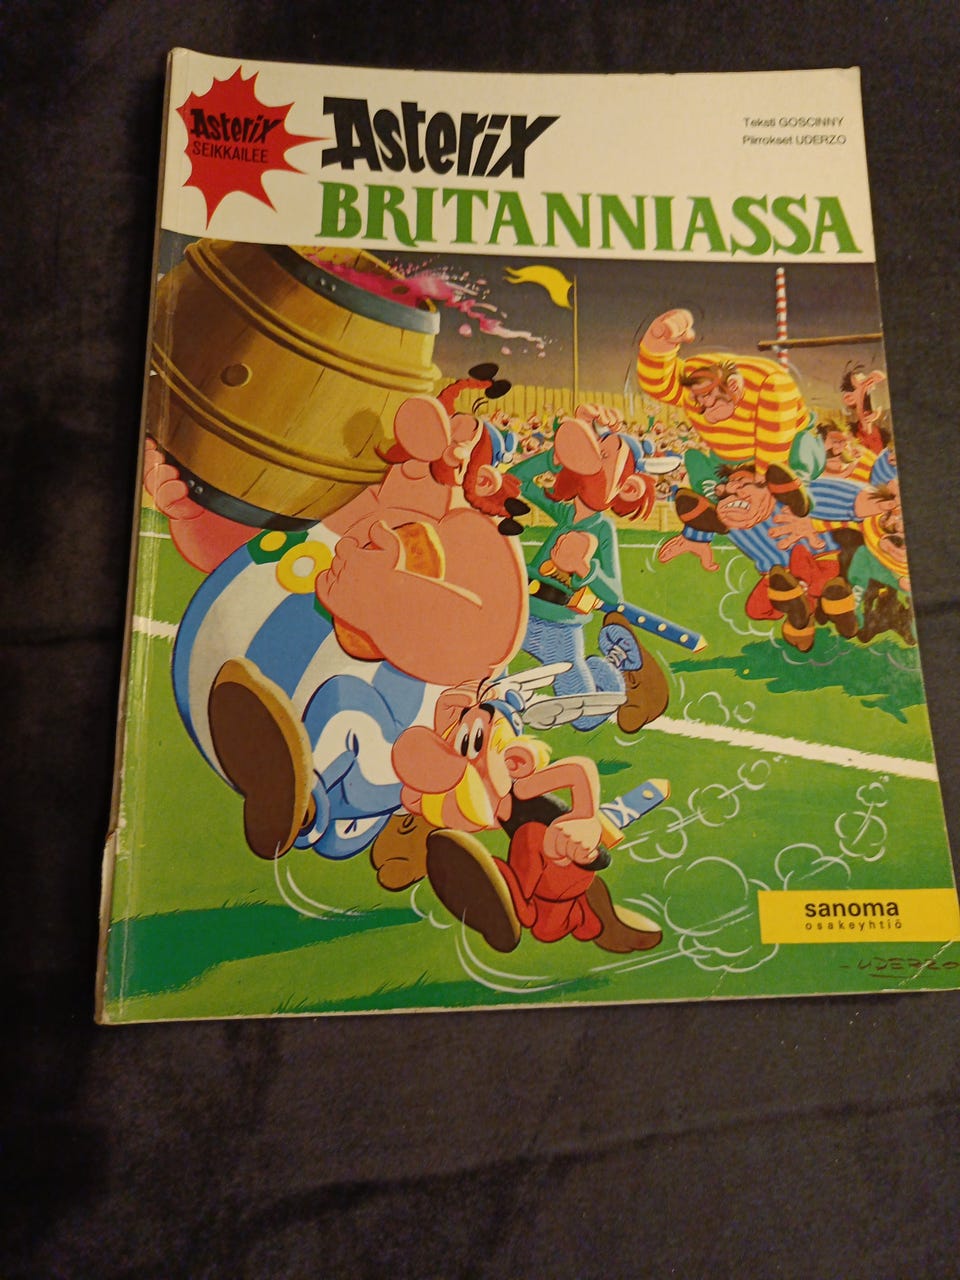 Asterix
SEIKKAILEE
Asterix
BRITANNIASSA
Teksti GOSCINNY
Piirrokset UDERZO
sanoma
osakeyhtiö
-UDERZO